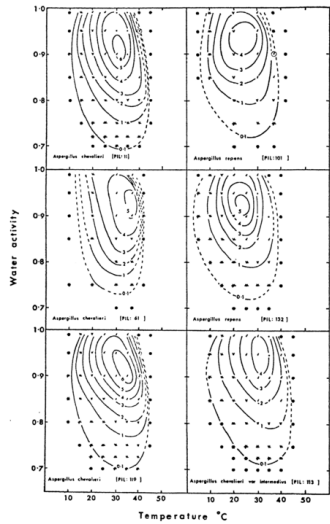 1·0
0·9
0·8
0·7
Aspergillus chevalieri [PIL: 11]
Aspergillus repens [PIL: 101]
1·0
0·9
0·8
0·7
Aspergillus chevalieri [PIL: 61]
Aspergillus repens [PIL: 132]
Water activity
1·0
0·9
0·8
0·7
Aspergillus chevalieri [PIL: 119]
Aspergillus chevalieri var intermedius [PIL: 113]
10 20 30 40 50 10 20 30 40 50
Temperature °C